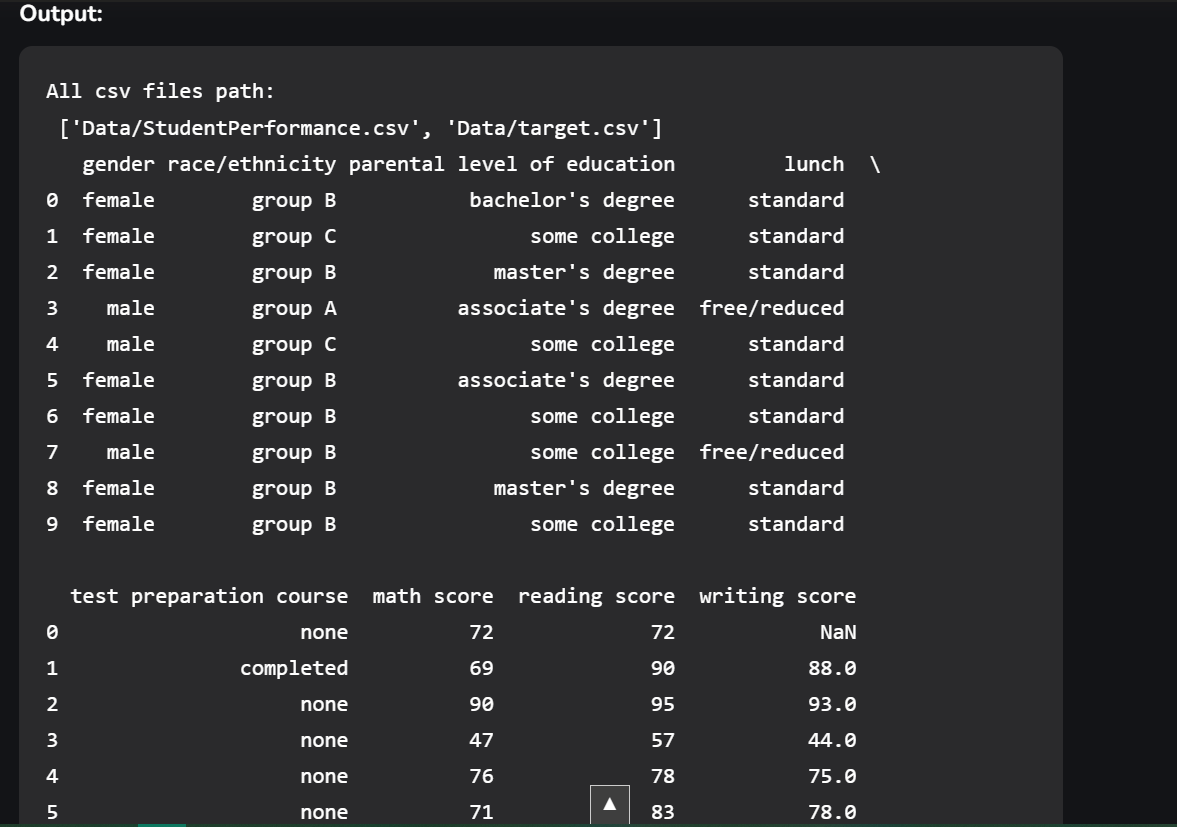 Output:
All csv files path:
['Data/StudentPerformance.csv', 'Data/target.csv']
gender race/ethnicity parental level of education lunch \
0 female group B bachelor's degree standard
1 female group C some college standard
2 female group B master's degree standard
3 male group A associate's degree free/reduced
4 male group C some college standard
5 female group B associate's degree standard
6 female group B some college standard
7 male group B some college free/reduced
8 female group B master's degree standard
9 female group B some college standard
test preparation course math score reading score writing score
0 none 72 72 NaN
1 completed 69 90 88.0
2 none 90 95 93.0
3 none 47 57 44.0
4 none 76 78 75.0
5 none 71 83 78.0